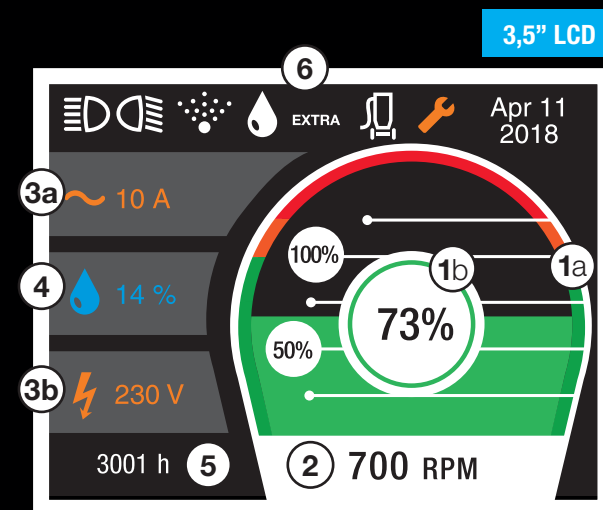 3,5” LCD
6
EXTRA
Apr 11
2018
3a
10 A
100%
1b
1a
4
14 %
73%
50%
3b
230 V
3001 h
5
2
700 RPM